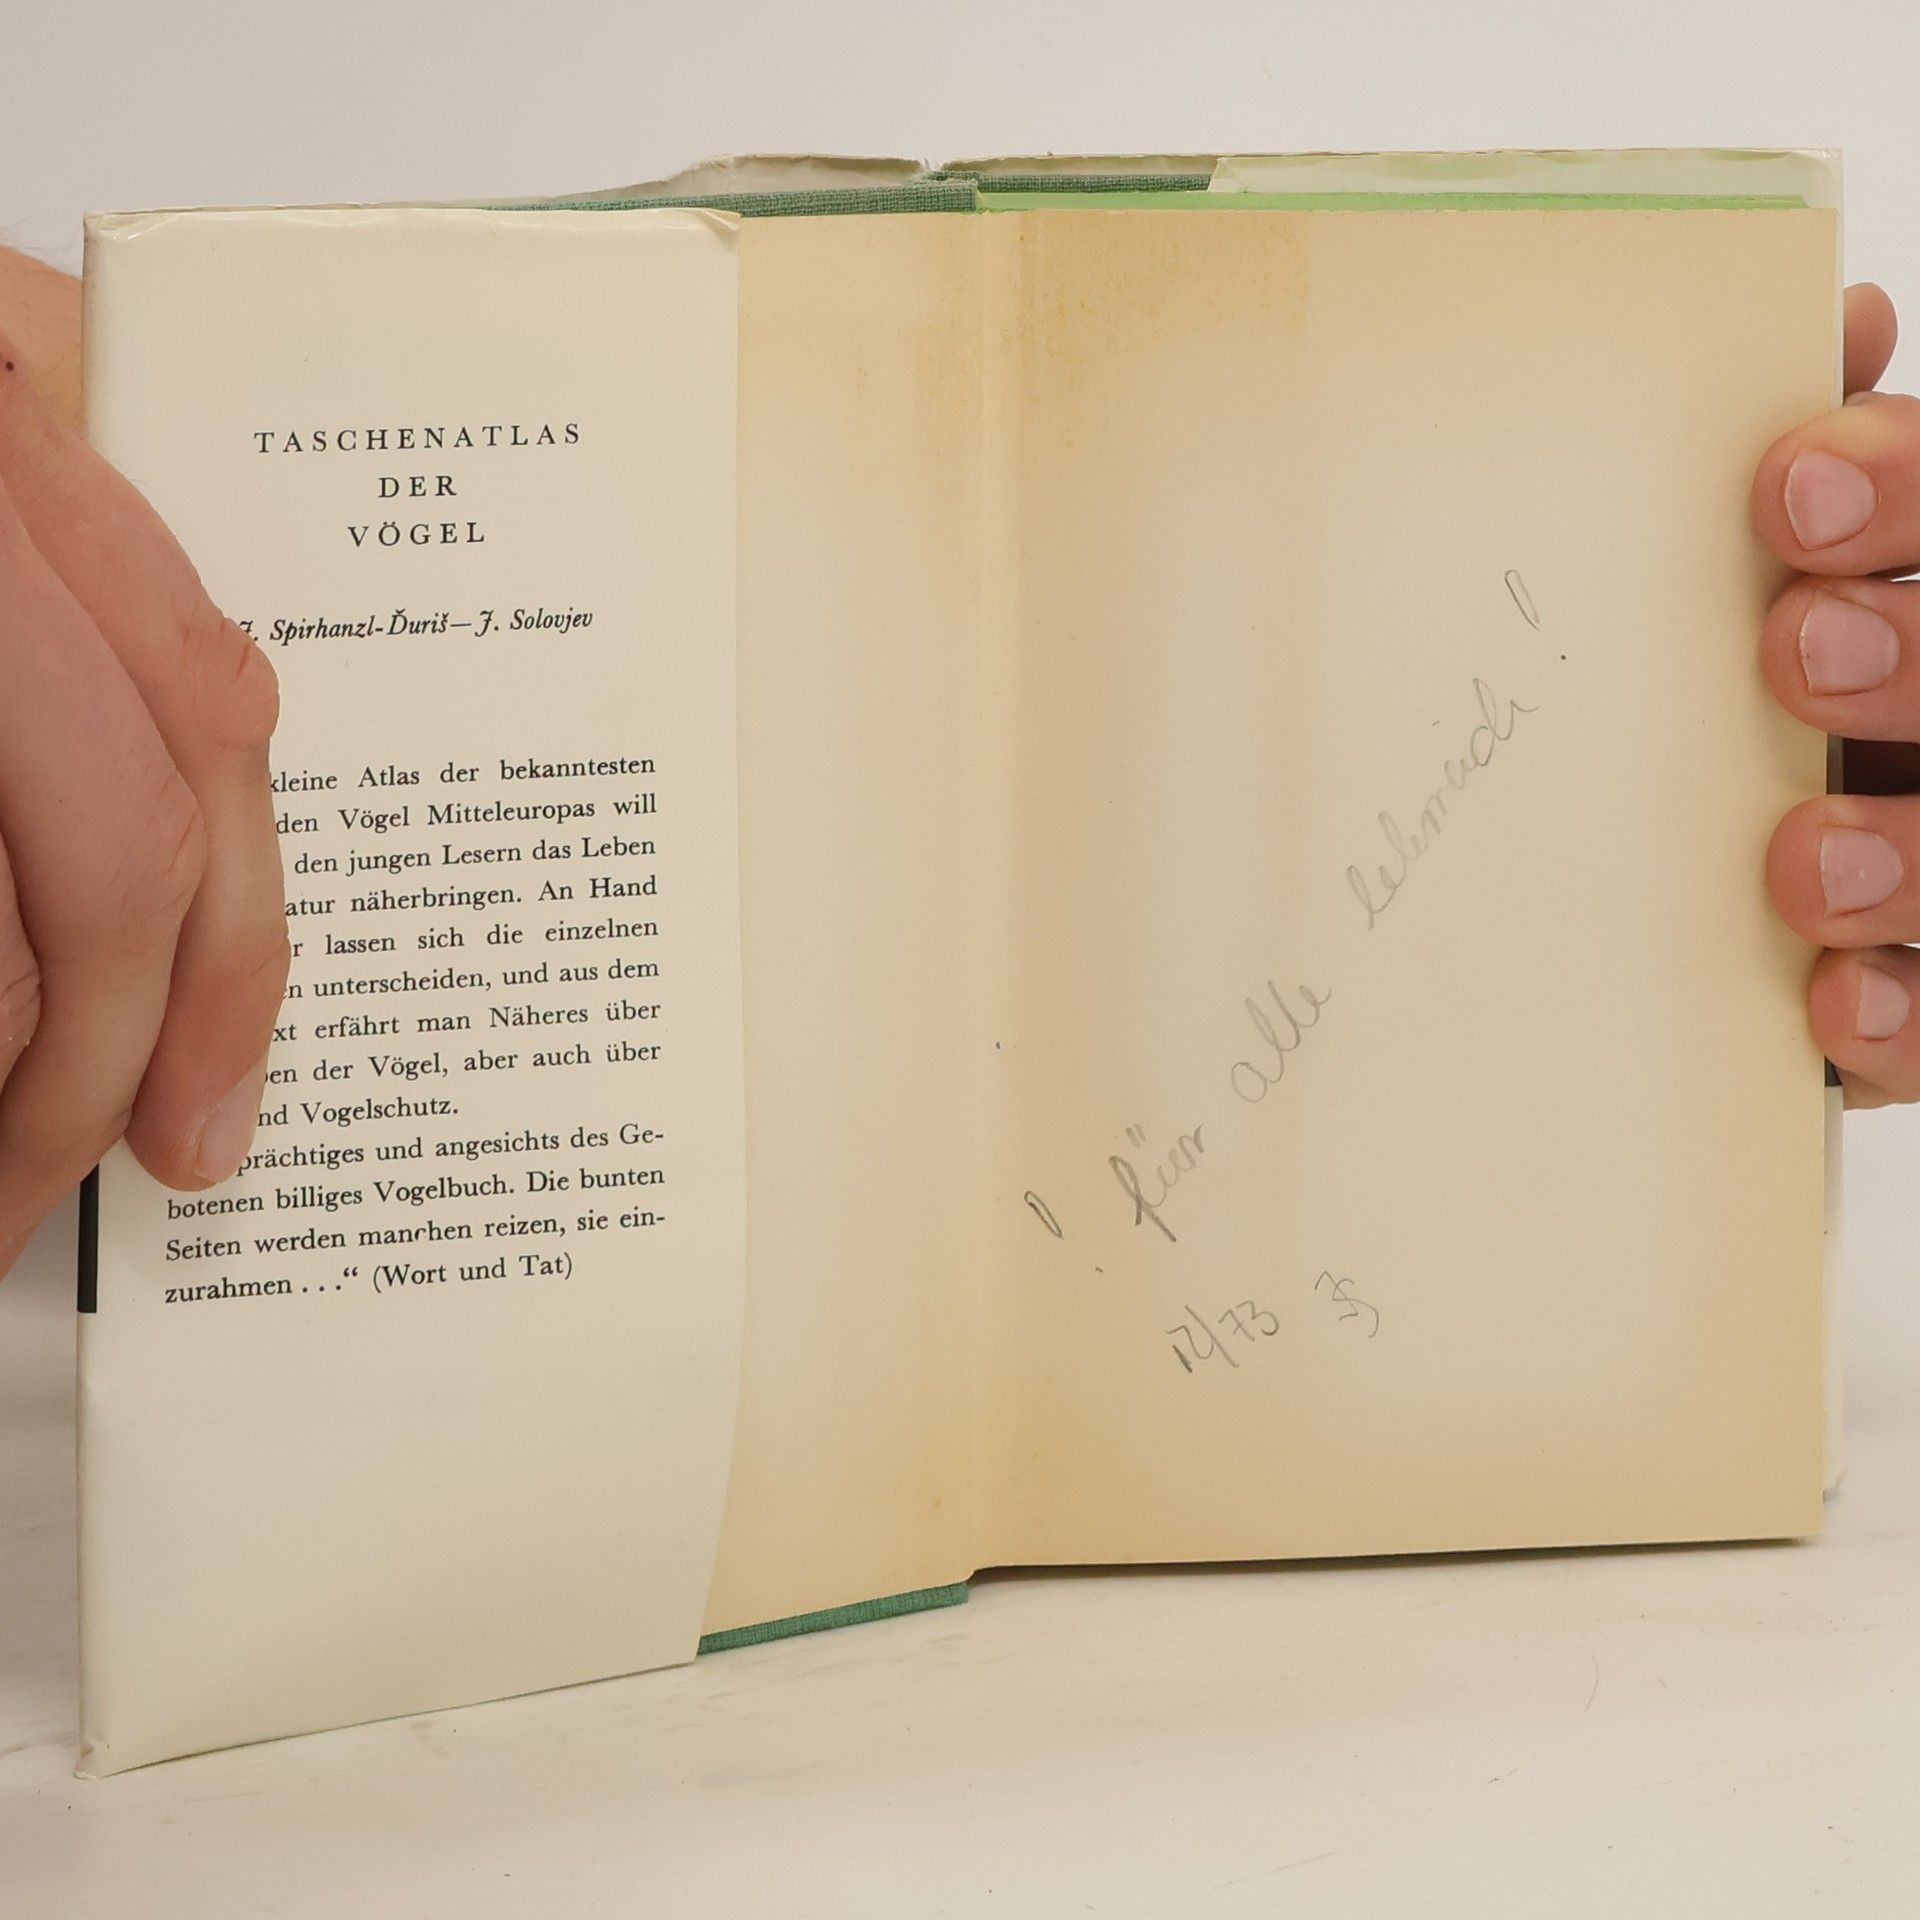 TASCHENATLAS
DER
VÖGEL
J. Spirhanzl-Ďuriš—J. Solovjev
kleine Atlas der bekanntesten
den Vögel Mitteleuropas will
den jungen Lesern das Leben
atur näherbringen. An Hand
r lassen sich die einzelnen
en unterscheiden, und aus dem
xt erfährt man Näheres über
en der Vögel, aber auch über
nd Vogelschutz.
prächtiges und angesichts des Ge-
botenen billiges Vogelbuch. Die bunten
Seiten werden manchen reizen, sie ein-
zurahmen . . .“ (Wort und Tat)
! für alle lehrreich !
12/73